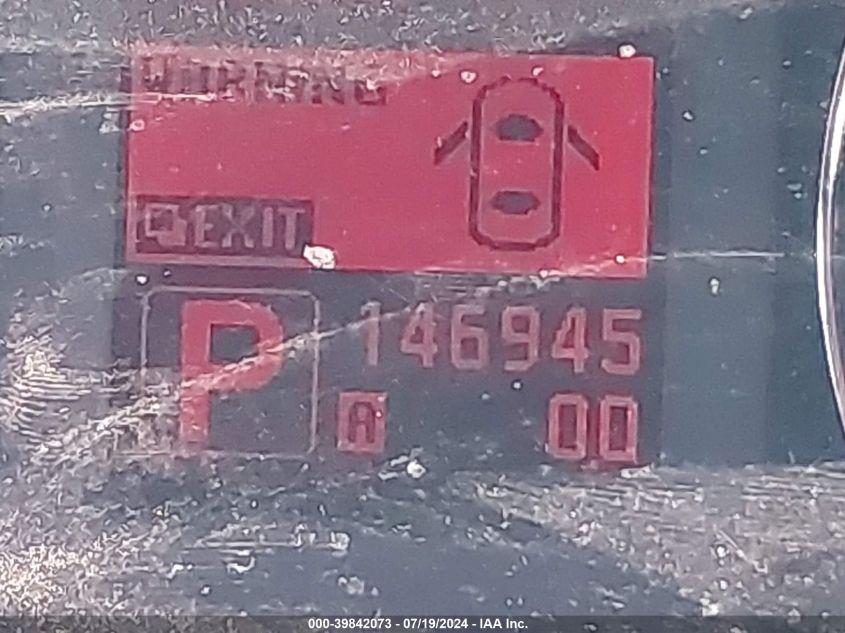 WARNING
EXIT
P
146945
A 00
000-39842073 - 07/19/2024 - IAA Inc.